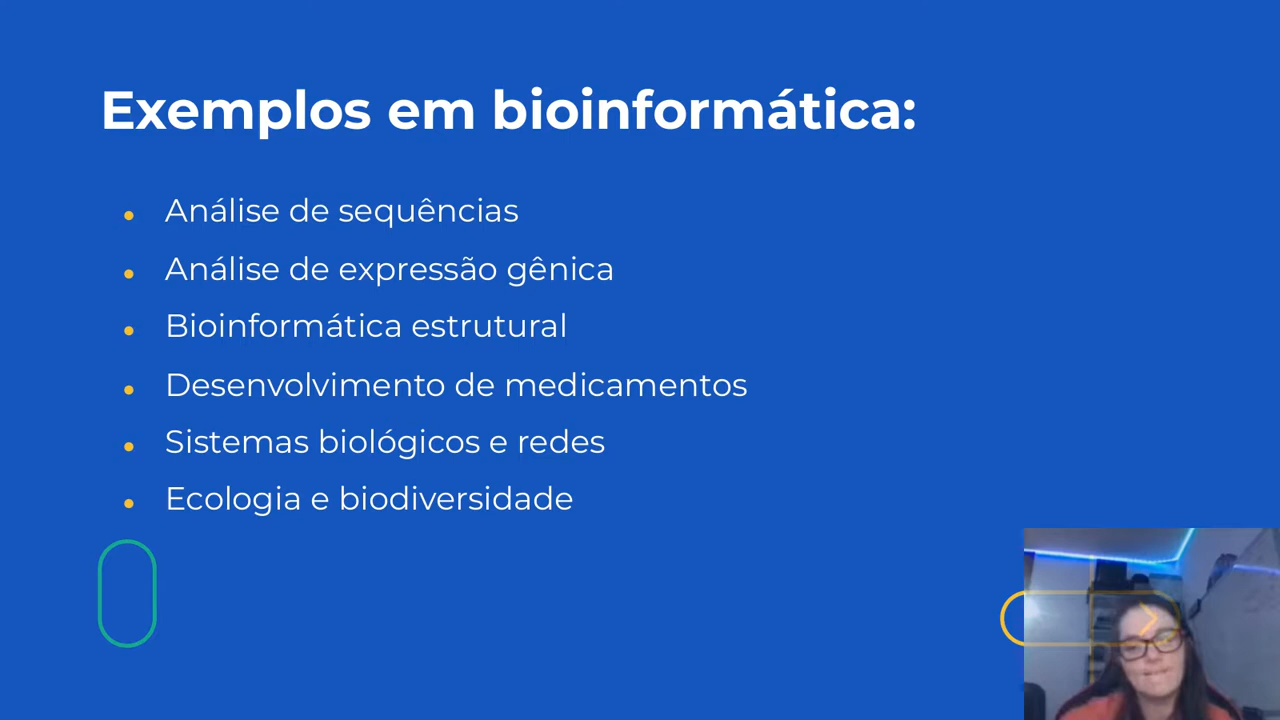 Exemplos em bioinformática:
Análise de sequências
Análise de expressão gênica
Bioinformática estrutural
Desenvolvimento de medicamentos
Sistemas biológicos e redes
Ecologia e biodiversidade